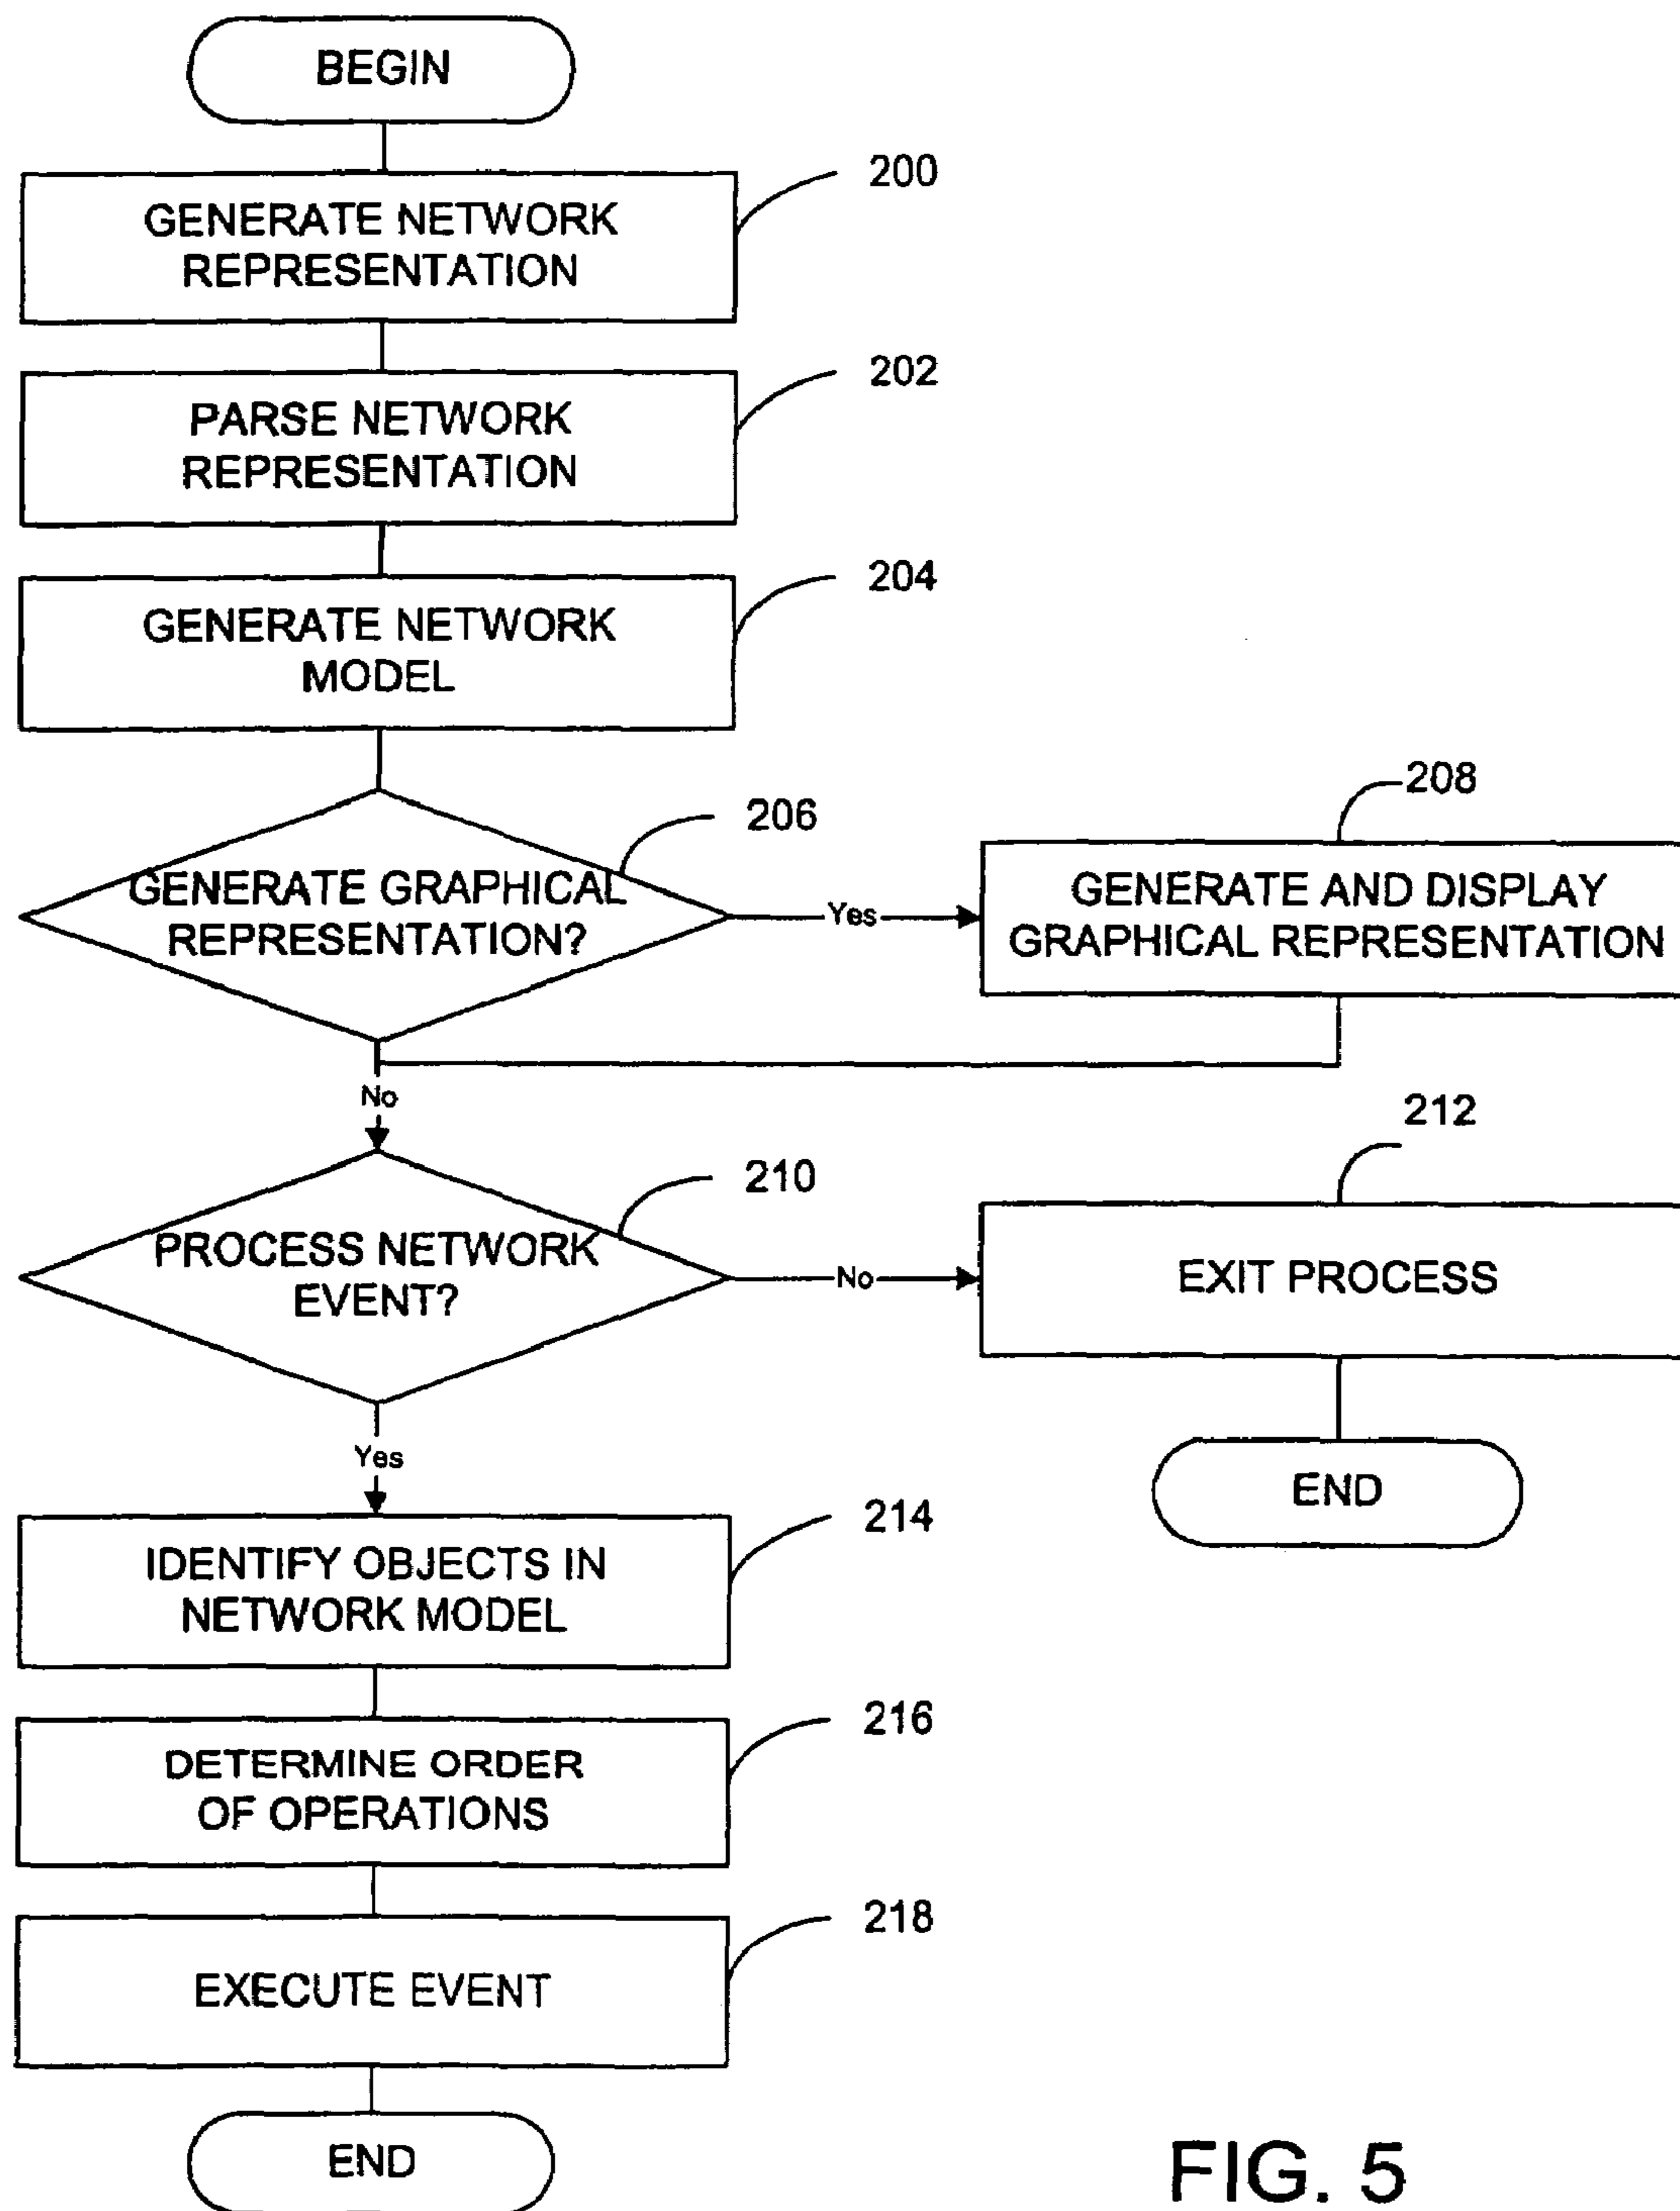 BEGIN
200
GENERATE NETWORK
REPRESENTATION
202
PARSE NETWORK
REPRESENTATION
204
GENERATE NETWORK
MODEL
206
GENERATE GRAPHICAL
REPRESENTATION?
Yes
208
GENERATE AND DISPLAY
GRAPHICAL REPRESENTATION
No
210
PROCESS NETWORK
EVENT?
No
212
EXIT PROCESS
END
Yes
214
IDENTIFY OBJECTS IN
NETWORK MODEL
216
DETERMINE ORDER
OF OPERATIONS
218
EXECUTE EVENT
END
FIG. 5